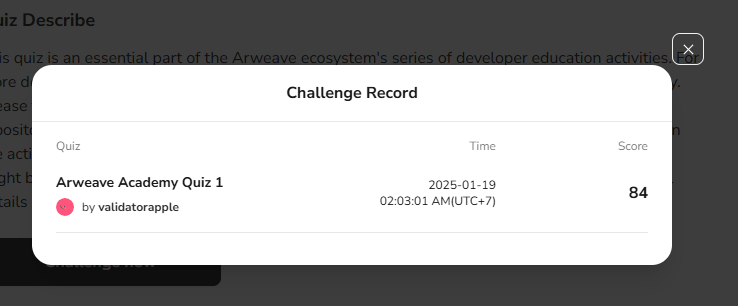 uiz Describe
is quiz is an essential part of the Arweave ecosystem's series of developer education activities. For
ore d
y.
Challenge Record
ease
Quiz
Time
Score
Arweave Academy Quiz 1
2025-01-19
02:03:01 AM(UTC+7)
84
by validatorapple